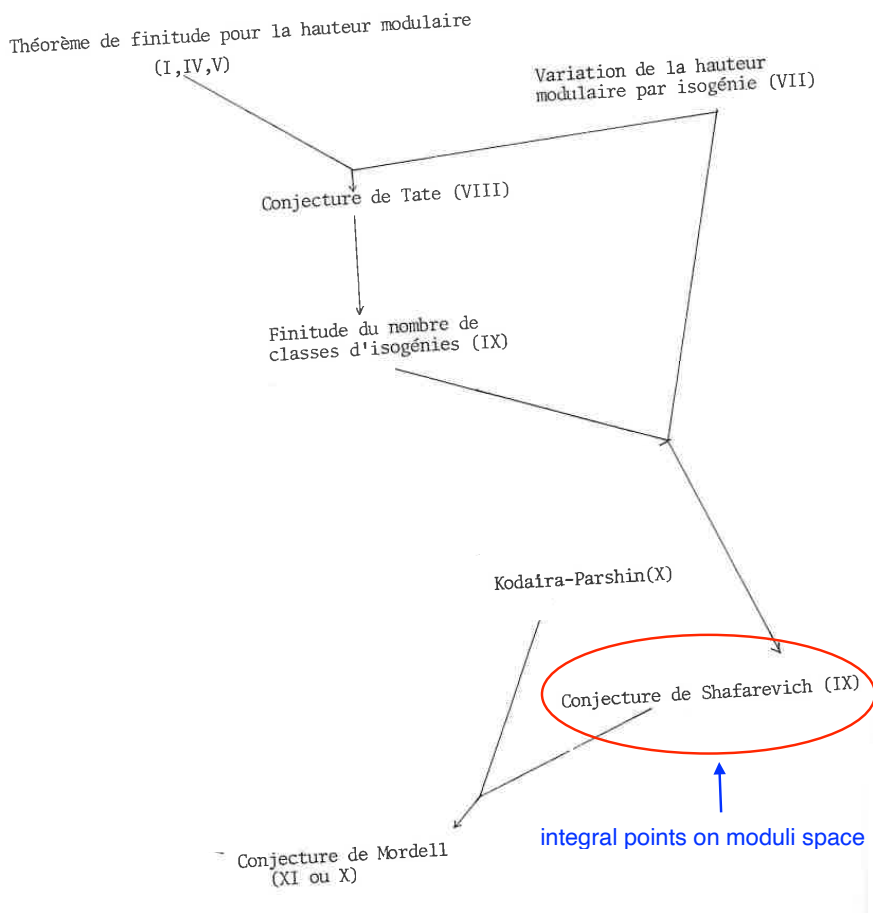 Théorème de finitude pour la hauteur modulaire
(I,IV,V)
Variation de la hauteur
modulaire par isogénie (VII)
Conjecture de Tate (VIII)
Finitude du nombre de
classes d'isogénies (IX)
Kodaira-Parshin(X)
Conjecture de Shafarevich (IX)
integral points on moduli space
Conjecture de Mordell
(XI ou X)